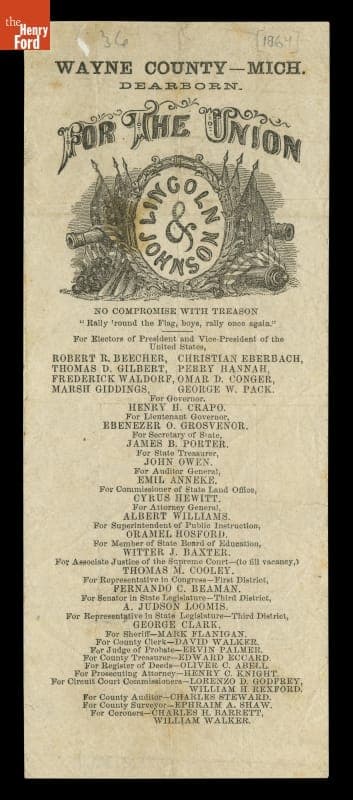 the
Henry
Ford
36
[1864]
WAYNE COUNTY—MICH.
DEARBORN.
FOR THE UNION
LINCOLN
&
JOHNSON
NO COMPROMISE WITH TREASON
"Rally 'round the Flag, boys, rally once again."
For Electors of President and Vice-President of the
United States,
ROBERT R. BEECHER, CHRISTIAN EBERBACH,
THOMAS D. GILBERT, PERRY HANNAH,
FREDERICK WALDORF, OMAR D. CONGER,
MARSH GIDDINGS, GEORGE W. PACK.
For Governor,
HENRY H. CRAPO.
For Lieutenant Governor,
EBENEZER O. GROSVENOR.
For Secretary of State,
JAMES B. PORTER.
For State Treasurer,
JOHN OWEN.
For Auditor General,
EMIL ANNEKE.
For Commissioner of State Land Office,
CYRUS HEWITT.
For Attorney General,
ALBERT WILLIAMS.
For Superintendent of Public Instruction,
ORAMEL HOSFORD.
For Member of State Board of Education,
WITTER J. BAXTER.
For Associate Justice of the Supreme Court—(to fill vacancy,)
THOMAS M. COOLEY.
For Representative in Congress—First District,
FERNANDO C. BEAMAN.
For Senator in State Legislature—Third District,
A. JUDSON LOOMIS.
For Representative in State Legislature—Third District,
GEORGE CLARK.
For Sheriff—MARK FLANIGAN.
For County Clerk—DAVID WALKER.
For Judge of Probate—ERVIN PALMER.
For County Treasurer—EDWARD ECCARD.
For Register of Deeds—OLIVER C. ABELL.
For Prosecuting Attorney—HENRY C. KNIGHT.
For Circuit Court Commissioners—LORENZO D. GODFREY,
WILLIAM H. REXFORD.
For County Auditor—CHARLES STEWARD.
For County Surveyor—EPHRAIM A. SHAW.
For Coroners—CHARLES H. BARRETT,
WILLIAM WALKER.